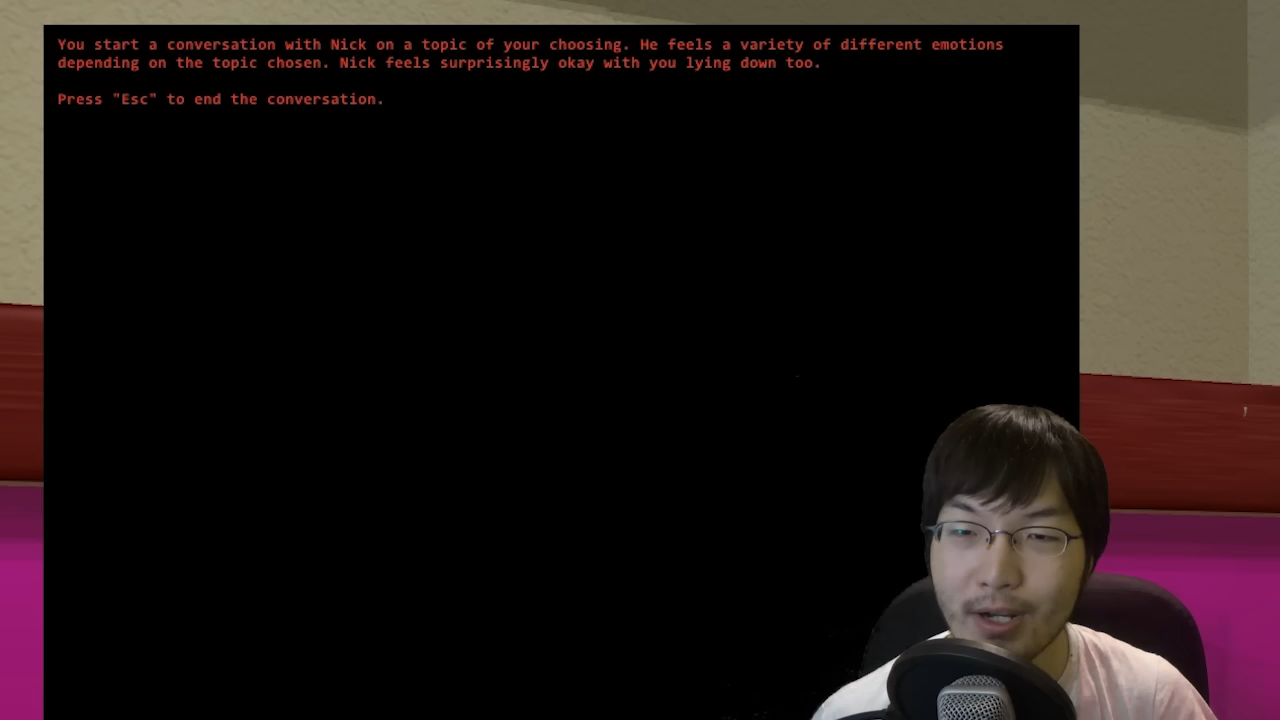 You start a conversation with Nick on a topic of your choosing. He feels a variety of different emotions
depending on the topic chosen. Nick feels surprisingly okay with you lying down too.
Press "Esc" to end the conversation.